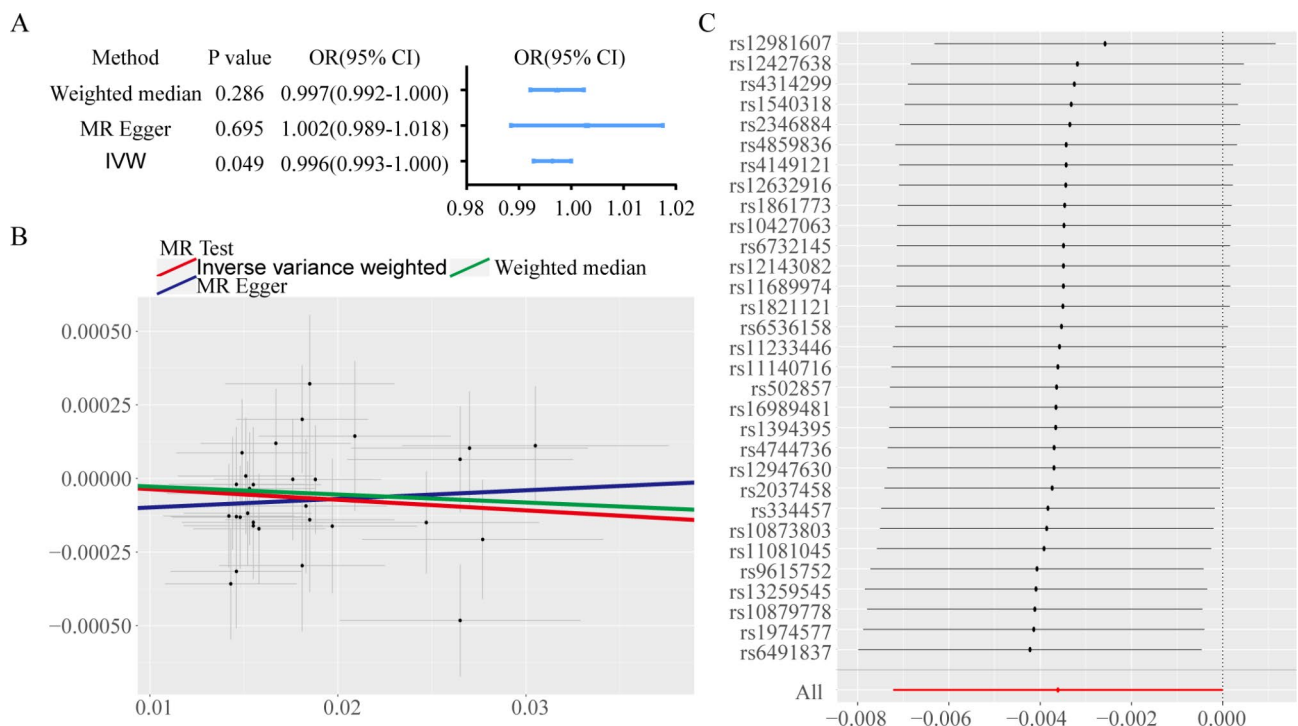 A
Method P value OR(95% CI) OR(95% CI)
Weighted median 0.286 0.997(0.992-1.000)
MR Egger 0.695 1.002(0.989-1.018)
IVW 0.049 0.996(0.993-1.000)
0.98 0.99 1.00 1.01 1.02
B
MR Test
Inverse variance weighted Weighted median
MR Egger
0.00050
0.00025
0.00000
−0.00025
−0.00050
0.01 0.02 0.03
C
rs12981607
rs12427638
rs4314299
rs1540318
rs2346884
rs4859836
rs4149121
rs12632916
rs1861773
rs10427063
rs6732145
rs12143082
rs11689974
rs1821121
rs6536158
rs11233446
rs11140716
rs502857
rs16989481
rs1394395
rs4744736
rs12947630
rs2037458
rs334457
rs10873803
rs11081045
rs9615752
rs13259545
rs10879778
rs1974577
rs6491837
All
−0.008 −0.006 −0.004 −0.002 0.000